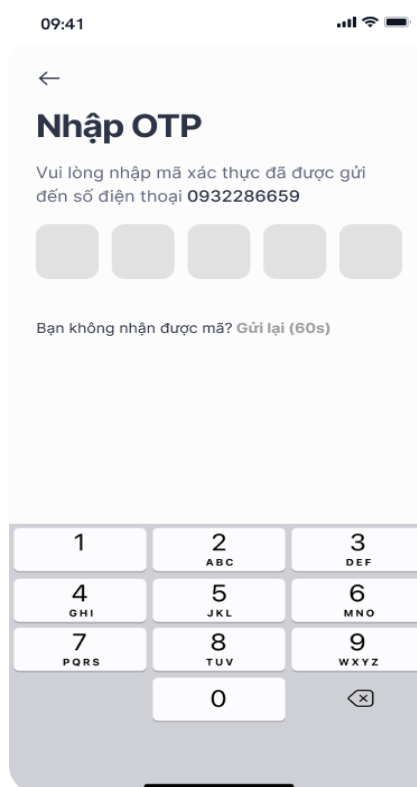 09:41
Nhập OTP
Vui lòng nhập mã xác thực đã được gửi
đến số điện thoại 0932286659
Bạn không nhận được mã? Gửi lại (60s)
1 2 3
ABC DEF
4 5 6
GHI JKL MNO
7 8 9
PQRS TUV WXYZ
0